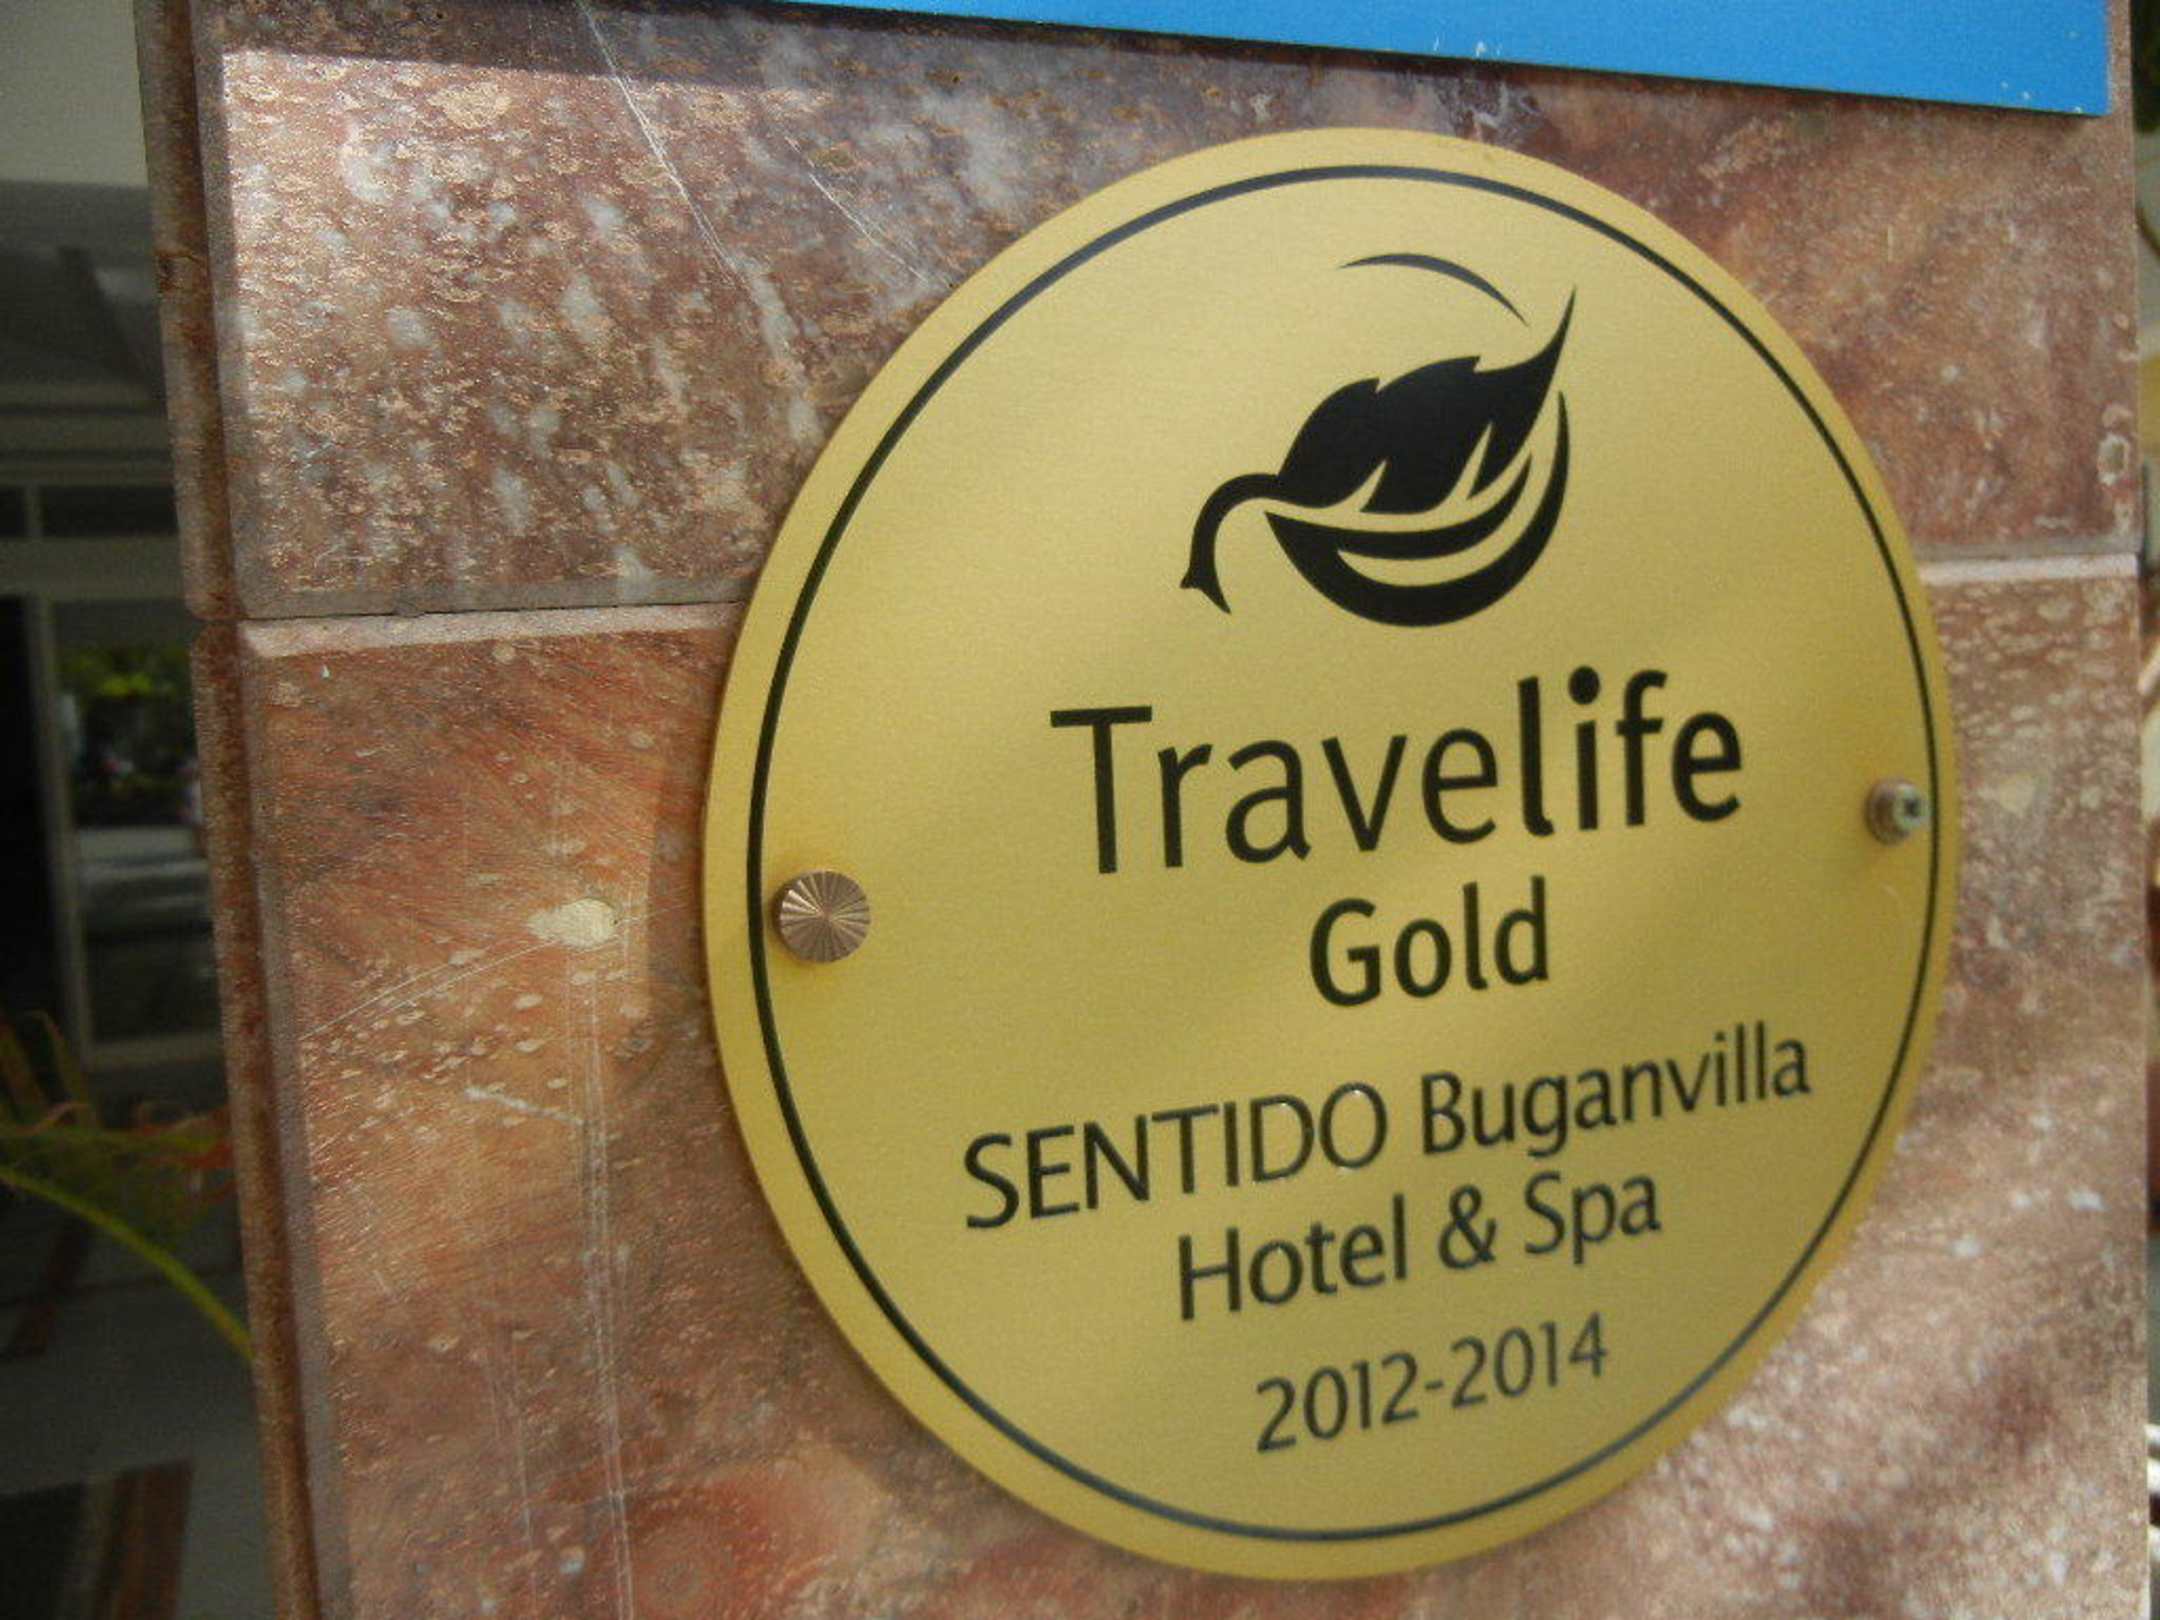 Travelife
Gold
SENTIDO Buganvilla
Hotel & Spa
2012-2014